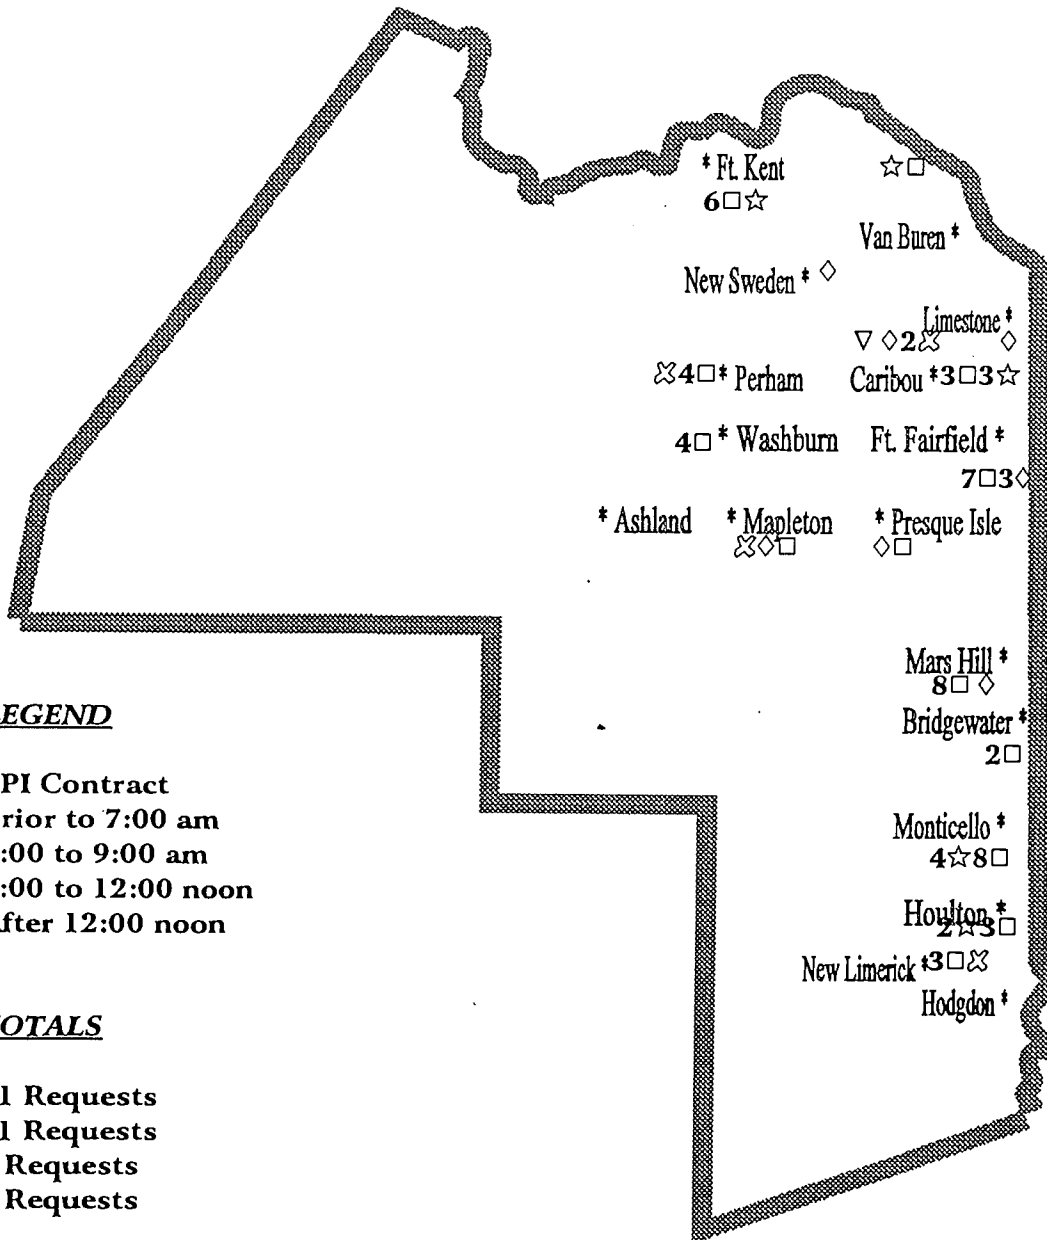 ‡ Ft. Kent
☆□
6□☆
Van Buren ‡
New Sweden ‡ ◇
Limestone ‡
▽ ◇2✖ ◇
✖4□‡ Perham
Caribou ‡3□3☆
4□‡ Washburn
Ft. Fairfield ‡
7□3◇
‡ Ashland
‡ Mapleton
‡ Presque Isle
✖◇□
◇□
Mars Hill ‡
8□ ◇
EGEND
Bridgewater ‡
2□
PI Contract
rior to 7:00 am
:00 to 9:00 am
:00 to 12:00 noon
fter 12:00 noon
Monticello ‡
4☆8□
Houlton ‡
2☆3□
New Limerick ‡3□✖
Hodgdon ‡
OTALS
1 Requests
1 Requests
Requests
Requests